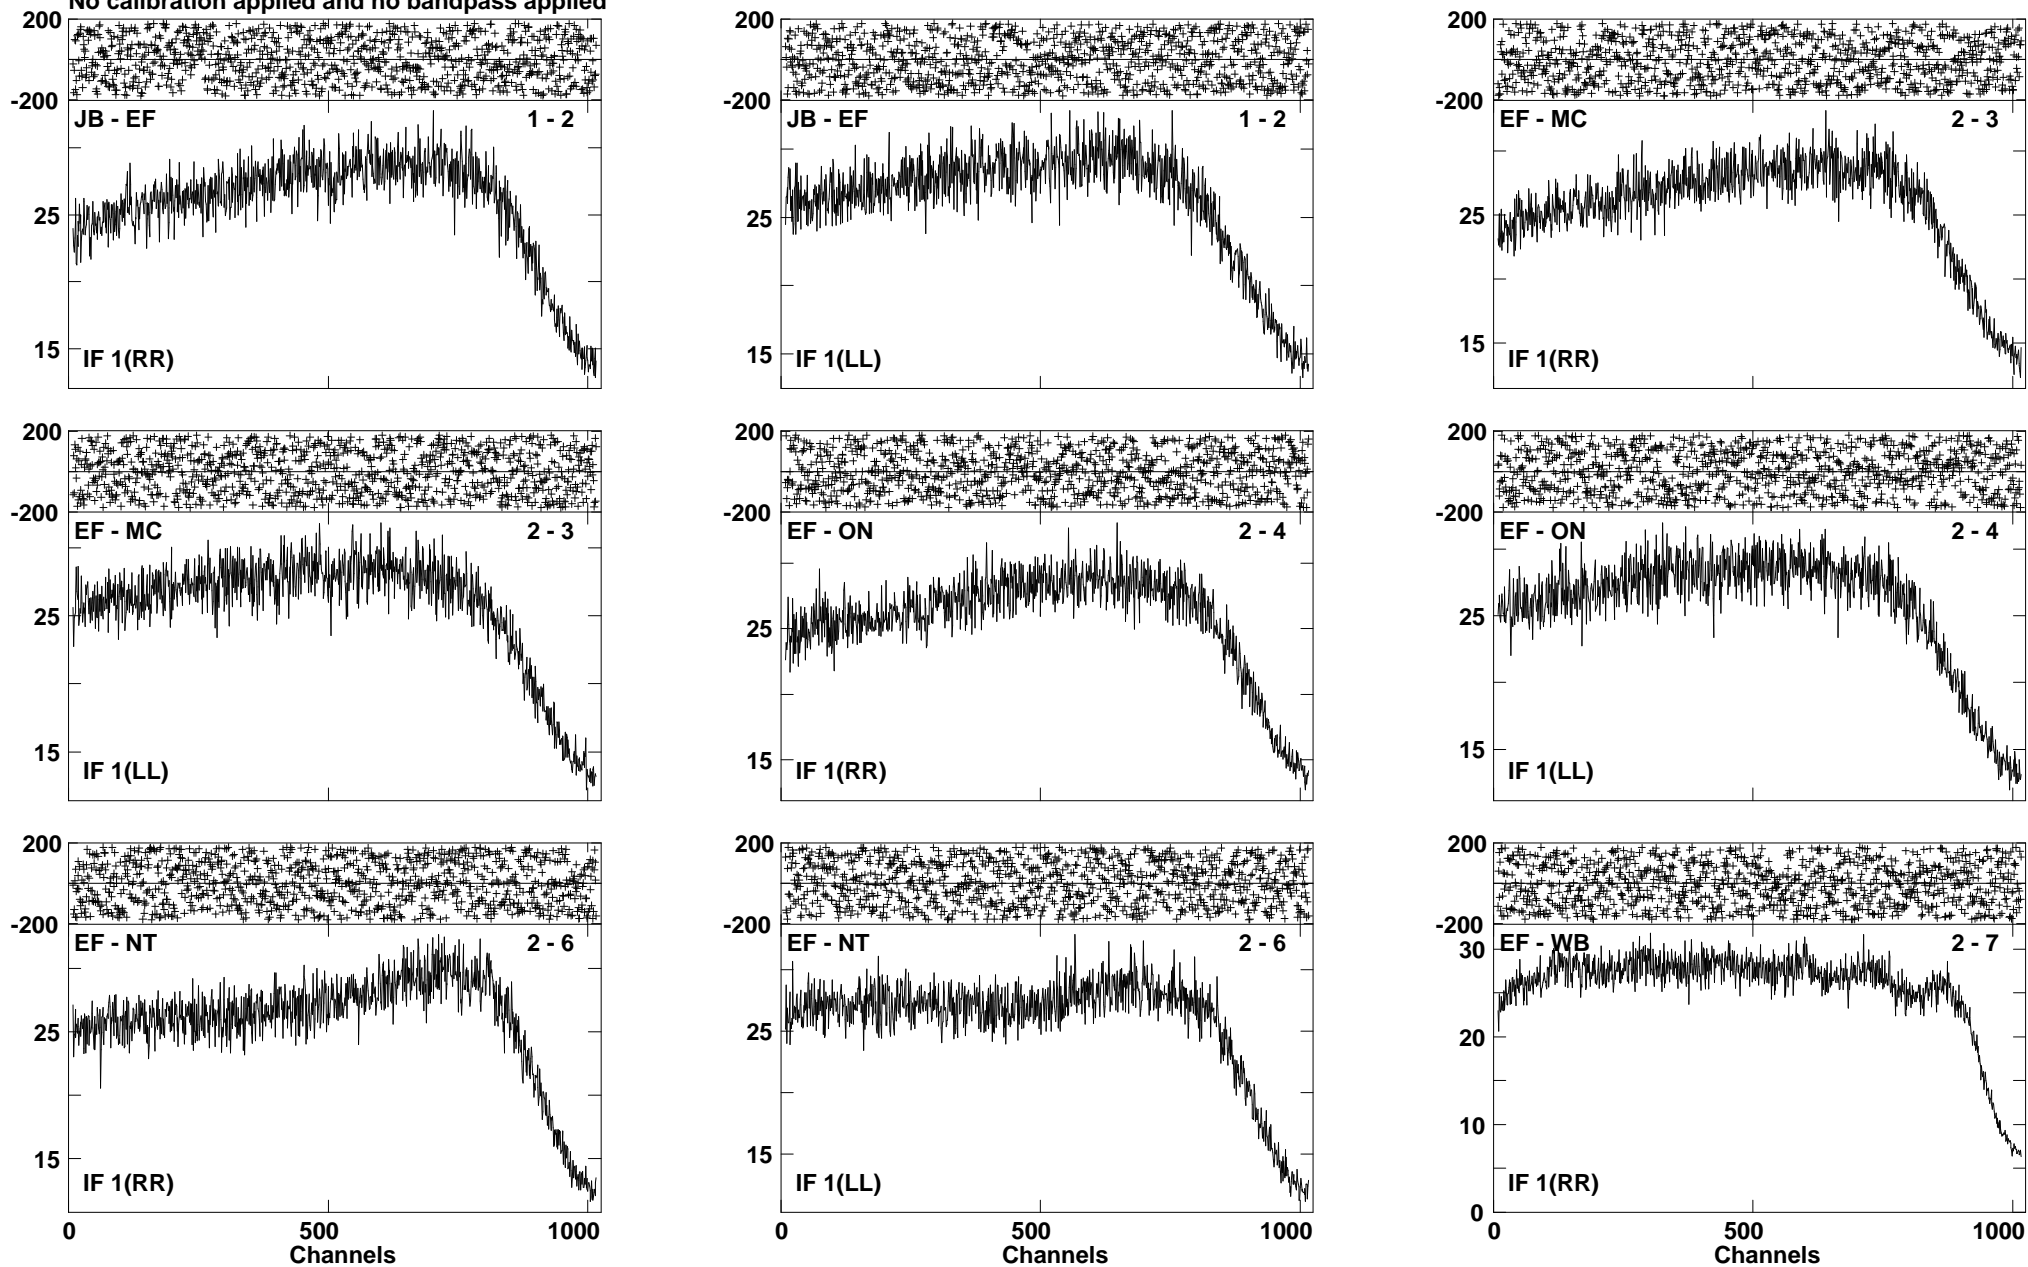 No calibration applied and no bandpass applied
200
-200
JB - EF 1 - 2
25
15
IF 1(RR)
200
-200
JB - EF 1 - 2
25
15
IF 1(LL)
200
-200
EF - MC 2 - 3
25
15
IF 1(RR)
200
-200
EF - MC 2 - 3
25
15
IF 1(LL)
200
-200
EF - ON 2 - 4
25
15
IF 1(RR)
200
-200
EF - ON 2 - 4
25
15
IF 1(LL)
200
-200
EF - NT 2 - 6
25
15
IF 1(RR)
0 500 1000
Channels
200
-200
EF - NT 2 - 6
25
15
IF 1(LL)
0 500 1000
Channels
200
-200
EF - WB 2 - 7
30
20
10
0
IF 1(RR)
0 500 1000
Channels